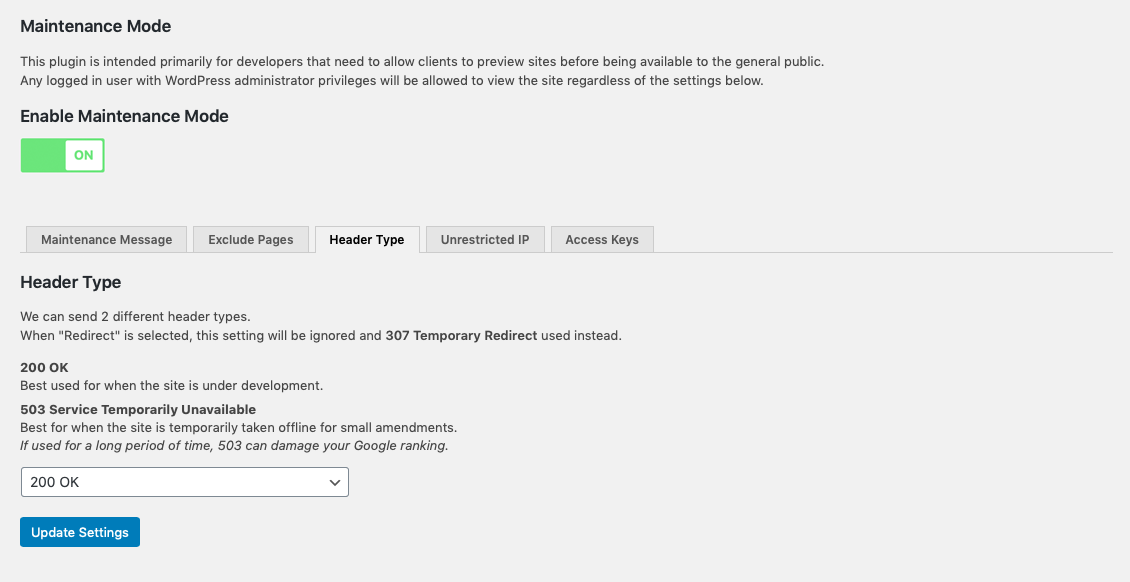 Maintenance Mode
This plugin is intended primarily for developers that need to allow clients to preview sites before being available to the general public.
Any logged in user with WordPress administrator privileges will be allowed to view the site regardless of the settings below.
Enable Maintenance Mode
ON
Maintenance Message Exclude Pages Header Type Unrestricted IP Access Keys
Header Type
We can send 2 different header types.
When "Redirect" is selected, this setting will be ignored and 307 Temporary Redirect used instead.
200 OK
Best used for when the site is under development.
503 Service Temporarily Unavailable
Best for when the site is temporarily taken offline for small amendments.
If used for a long period of time, 503 can damage your Google ranking.
200 OK
Update Settings